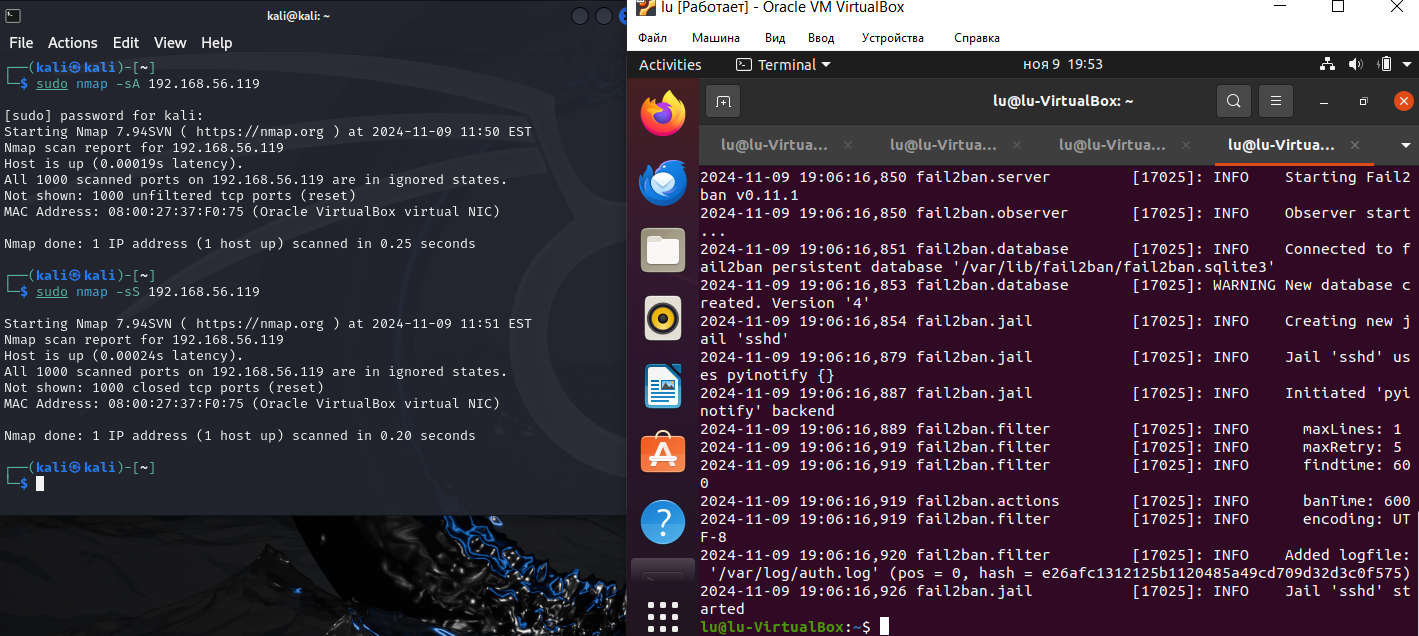 kali@kali: ~
File Actions Edit View Help
┌──(kali㉿kali)-[~]
└─$ sudo nmap -sA 192.168.56.119
[sudo] password for kali:
Starting Nmap 7.94SVN ( https://nmap.org ) at 2024-11-09 11:50 EST
Nmap scan report for 192.168.56.119
Host is up (0.00019s latency).
All 1000 scanned ports on 192.168.56.119 are in ignored states.
Not shown: 1000 unfiltered tcp ports (reset)
MAC Address: 08:00:27:37:F0:75 (Oracle VirtualBox virtual NIC)
Nmap done: 1 IP address (1 host up) scanned in 0.25 seconds
┌──(kali㉿kali)-[~]
└─$ sudo nmap -sS 192.168.56.119
Starting Nmap 7.94SVN ( https://nmap.org ) at 2024-11-09 11:51 EST
Nmap scan report for 192.168.56.119
Host is up (0.00024s latency).
All 1000 scanned ports on 192.168.56.119 are in ignored states.
Not shown: 1000 closed tcp ports (reset)
MAC Address: 08:00:27:37:F0:75 (Oracle VirtualBox virtual NIC)
Nmap done: 1 IP address (1 host up) scanned in 0.20 seconds
┌──(kali㉿kali)-[~]
└─$
lu [Работает] - Oracle VM VirtualBox
Файл Машина Вид Ввод Устройства Справка
Activities Terminal ноя 9 19:53
lu@lu-VirtualBox: ~
lu@lu-Virtua... lu@lu-Virtua... lu@lu-Virtua... lu@lu-Virtua...
2024-11-09 19:06:16,850 fail2ban.server [17025]: INFO Starting Fail2
ban v0.11.1
2024-11-09 19:06:16,850 fail2ban.observer [17025]: INFO Observer start
...
2024-11-09 19:06:16,851 fail2ban.database [17025]: INFO Connected to f
ail2ban persistent database '/var/lib/fail2ban/fail2ban.sqlite3'
2024-11-09 19:06:16,853 fail2ban.database [17025]: WARNING New database c
reated. Version '4'
2024-11-09 19:06:16,854 fail2ban.jail [17025]: INFO Creating new j
ail 'sshd'
2024-11-09 19:06:16,879 fail2ban.jail [17025]: INFO Jail 'sshd' us
es pyinotify {}
2024-11-09 19:06:16,887 fail2ban.jail [17025]: INFO Initiated 'pyi
notify' backend
2024-11-09 19:06:16,889 fail2ban.filter [17025]: INFO maxLines: 1
2024-11-09 19:06:16,919 fail2ban.filter [17025]: INFO maxRetry: 5
2024-11-09 19:06:16,919 fail2ban.filter [17025]: INFO findtime: 60
0
2024-11-09 19:06:16,919 fail2ban.actions [17025]: INFO banTime: 600
2024-11-09 19:06:16,919 fail2ban.filter [17025]: INFO encoding: UT
F-8
2024-11-09 19:06:16,920 fail2ban.filter [17025]: INFO Added logfile:
'/var/log/auth.log' (pos = 0, hash = e26afc1312125b1120485a49cd709d32d3c0f575)
2024-11-09 19:06:16,926 fail2ban.jail [17025]: INFO Jail 'sshd' st
arted
lu@lu-VirtualBox:~$